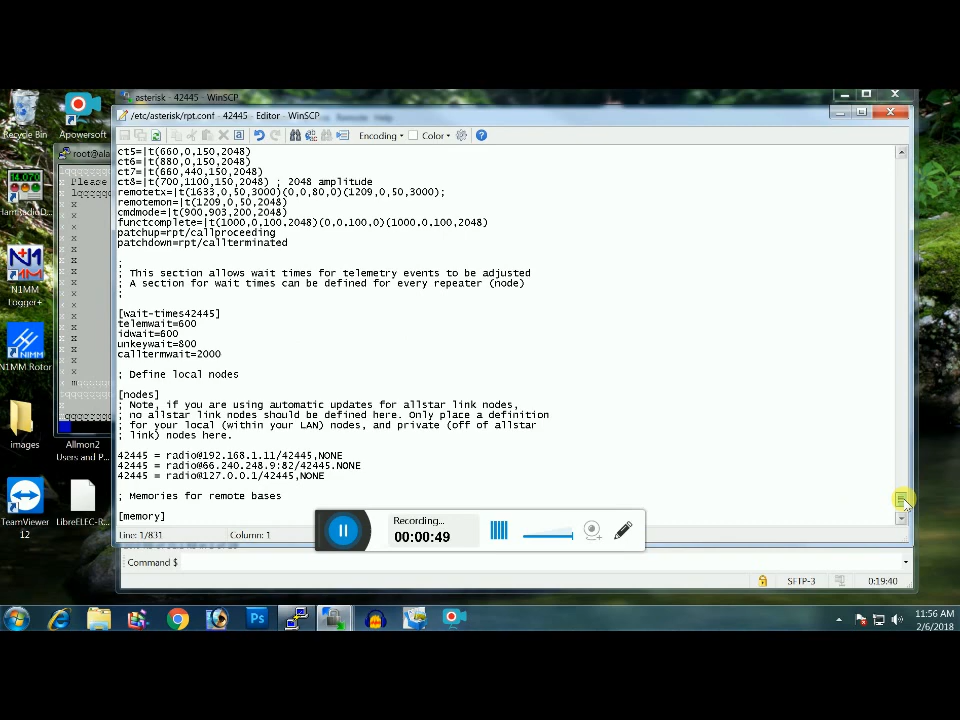 asterisk - 42445 - WinSCP
/etc/asterisk/rpt.conf - 42445 - Editor - WinSCP
Encoding
Color
Recycle Bin
Apowersoft
root@ala
Please
N1MM
Logger+
N1MM Rotor
images
Allmon2
Users and P...
TeamViewer
12
LibreELEC-R...
ct5=|t(660,0,150,2048)
ct6=|t(880,0,150,2048)
ct7=|t(660,440,150,2048)
ct8=|t(700,1100,150,2048) ; 2048 amplitude
remotetx=|t(1633,0,50,3000)(0,0,80,0)(1209,0,50,3000);
remotemon=|t(1209,0,50,2048)
cmdmode=|t(900,903,200,2048)
functcomplete=|t(1000,0,100,2048)(0,0,100,0)(1000,0,100,2048)
patchup=rpt/callproceeding
patchdown=rpt/callterminated
;
; This section allows wait times for telemetry events to be adjusted
; A section for wait times can be defined for every repeater (node)
;
[wait-times42445]
telemwait=600
idwait=600
unkeywait=800
calltermwait=2000
; Define local nodes
[nodes]
; Note, if you are using automatic updates for allstar link nodes,
; no allstar link nodes should be defined here. Only place a definition
; for your local (within your LAN) nodes, and private (off of allstar
; link) nodes here.
42445 = radio@192.168.1.11/42445,NONE
42445 = radio@66.240.248.9:82/42445.NONE
42445 = radio@127.0.0.1/42445,NONE
; Memories for remote bases
[memory]
Line: 1/831
Column: 1
Recording...
00:00:49
Command $
SFTP-3
0:19:40
11:56 AM
2/6/2018